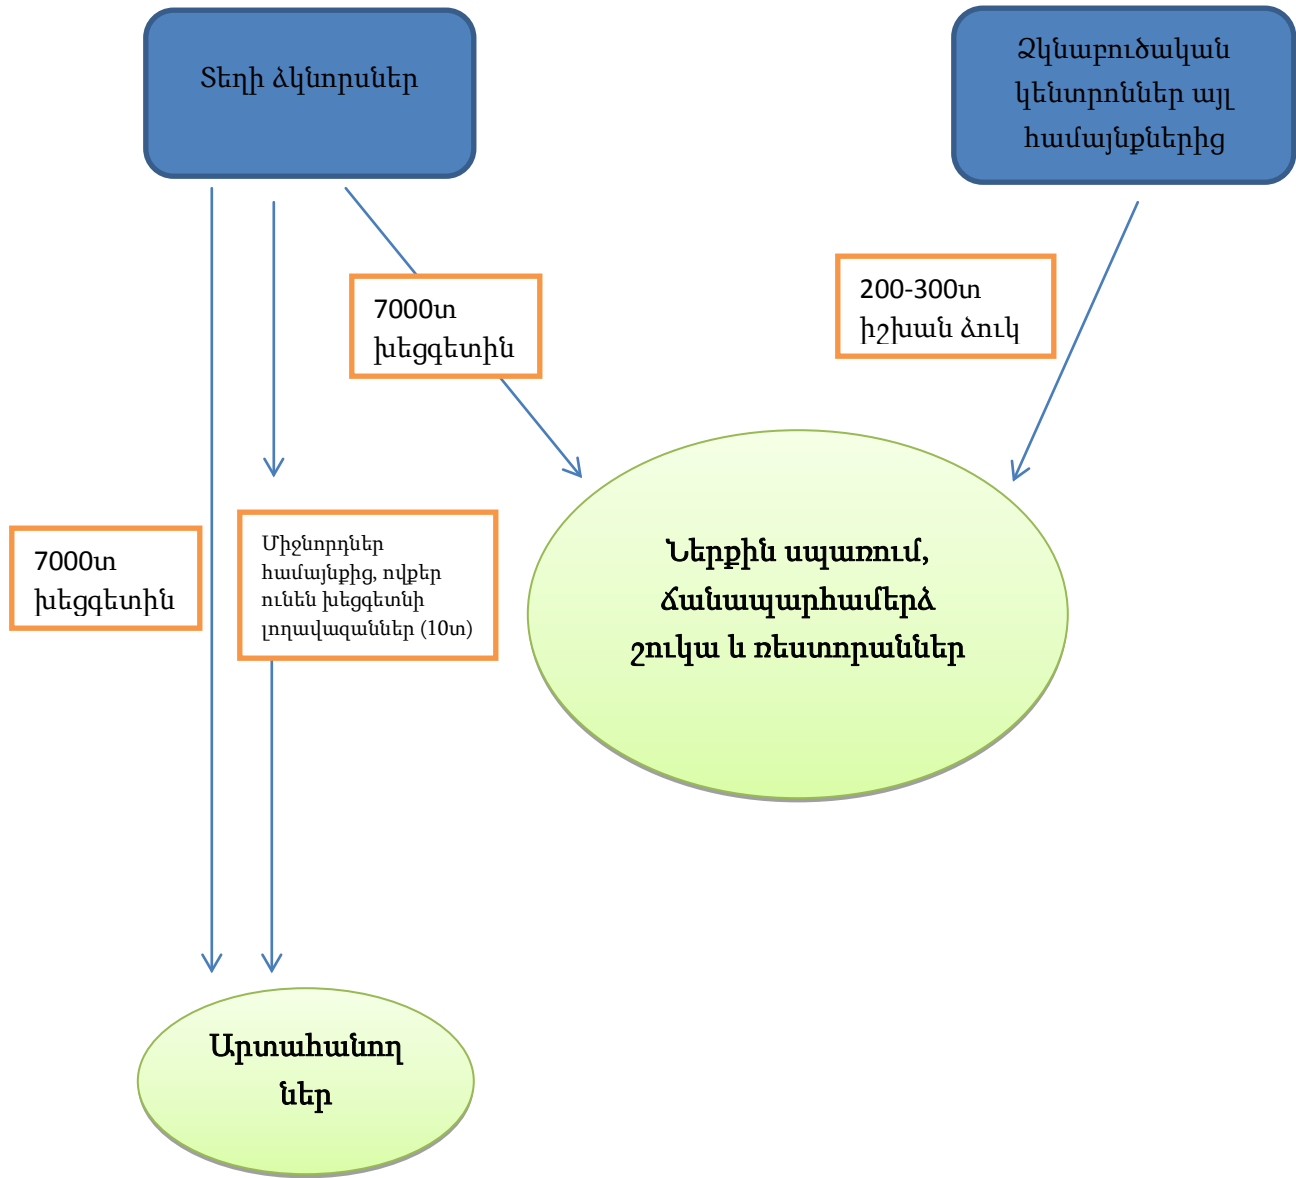 Տեղի ձկնորսներ
Ձկնաբուծական
կենտրոններ այլ
համայնքներից
7000տ
խեցգետին
200-300տ
իշխան ձուկ
7000տ
խեցգետին
Միջնորդներ
համայնքից, ովքեր
ունեն խեցգետնի
լողավազաններ (10տ)
Ներքին սպառում,
ճանապարհամերձ
շուկա և ռեստորաններ
Արտահանող
ներ